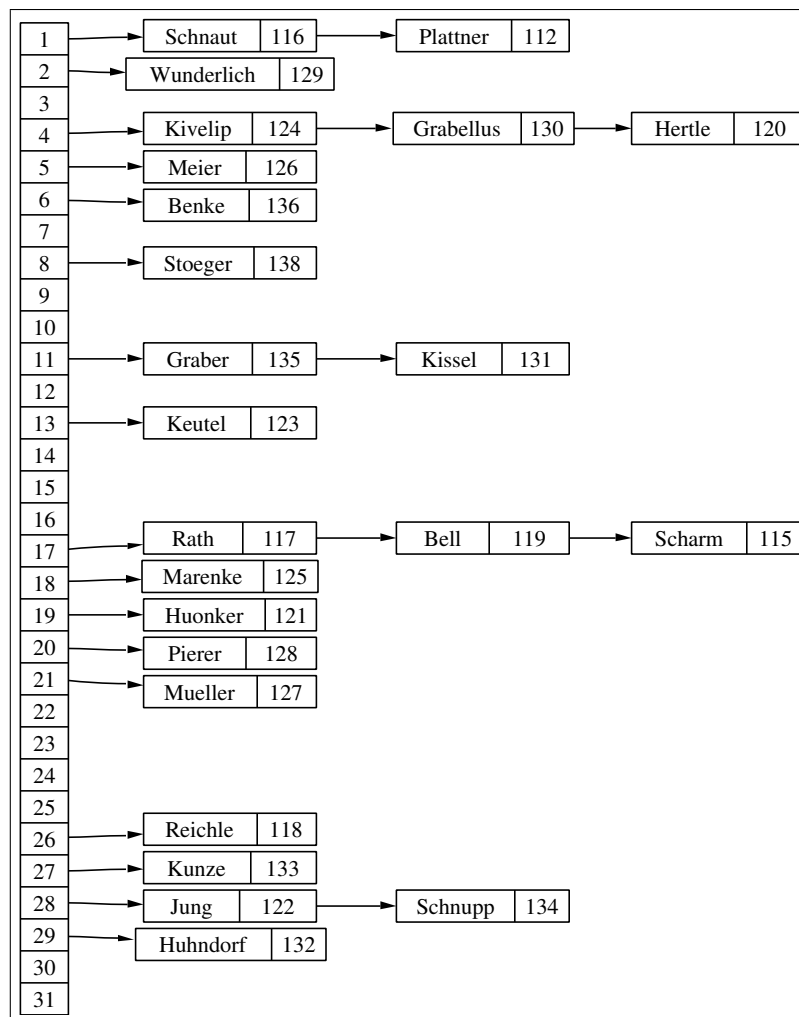 1 Schnaut 116 Plattner 112
2 Wunderlich 129
3
4 Kivelip 124 Grabellus 130 Hertle 120
5 Meier 126
6 Benke 136
7
8 Stoeger 138
9
10
11 Graber 135 Kissel 131
12
13 Keutel 123
14
15
16
17 Rath 117 Bell 119 Scharm 115
18 Marenke 125
19 Huonker 121
20 Pierer 128
21 Mueller 127
22
23
24
25
26 Reichle 118
27 Kunze 133
28 Jung 122 Schnupp 134
29 Huhndorf 132
30
31